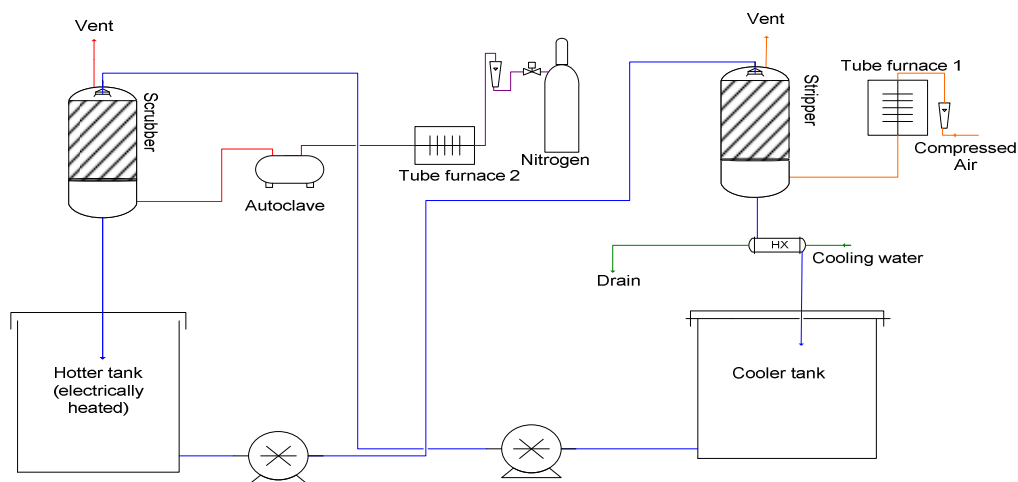 Vent
Scrubber
Autoclave
Tube furnace 2
Nitrogen
Vent
Stripper
Tube furnace 1
Compressed
Air
HX
Cooling water
Drain
Hotter tank
(electrically
heated)
Cooler tank